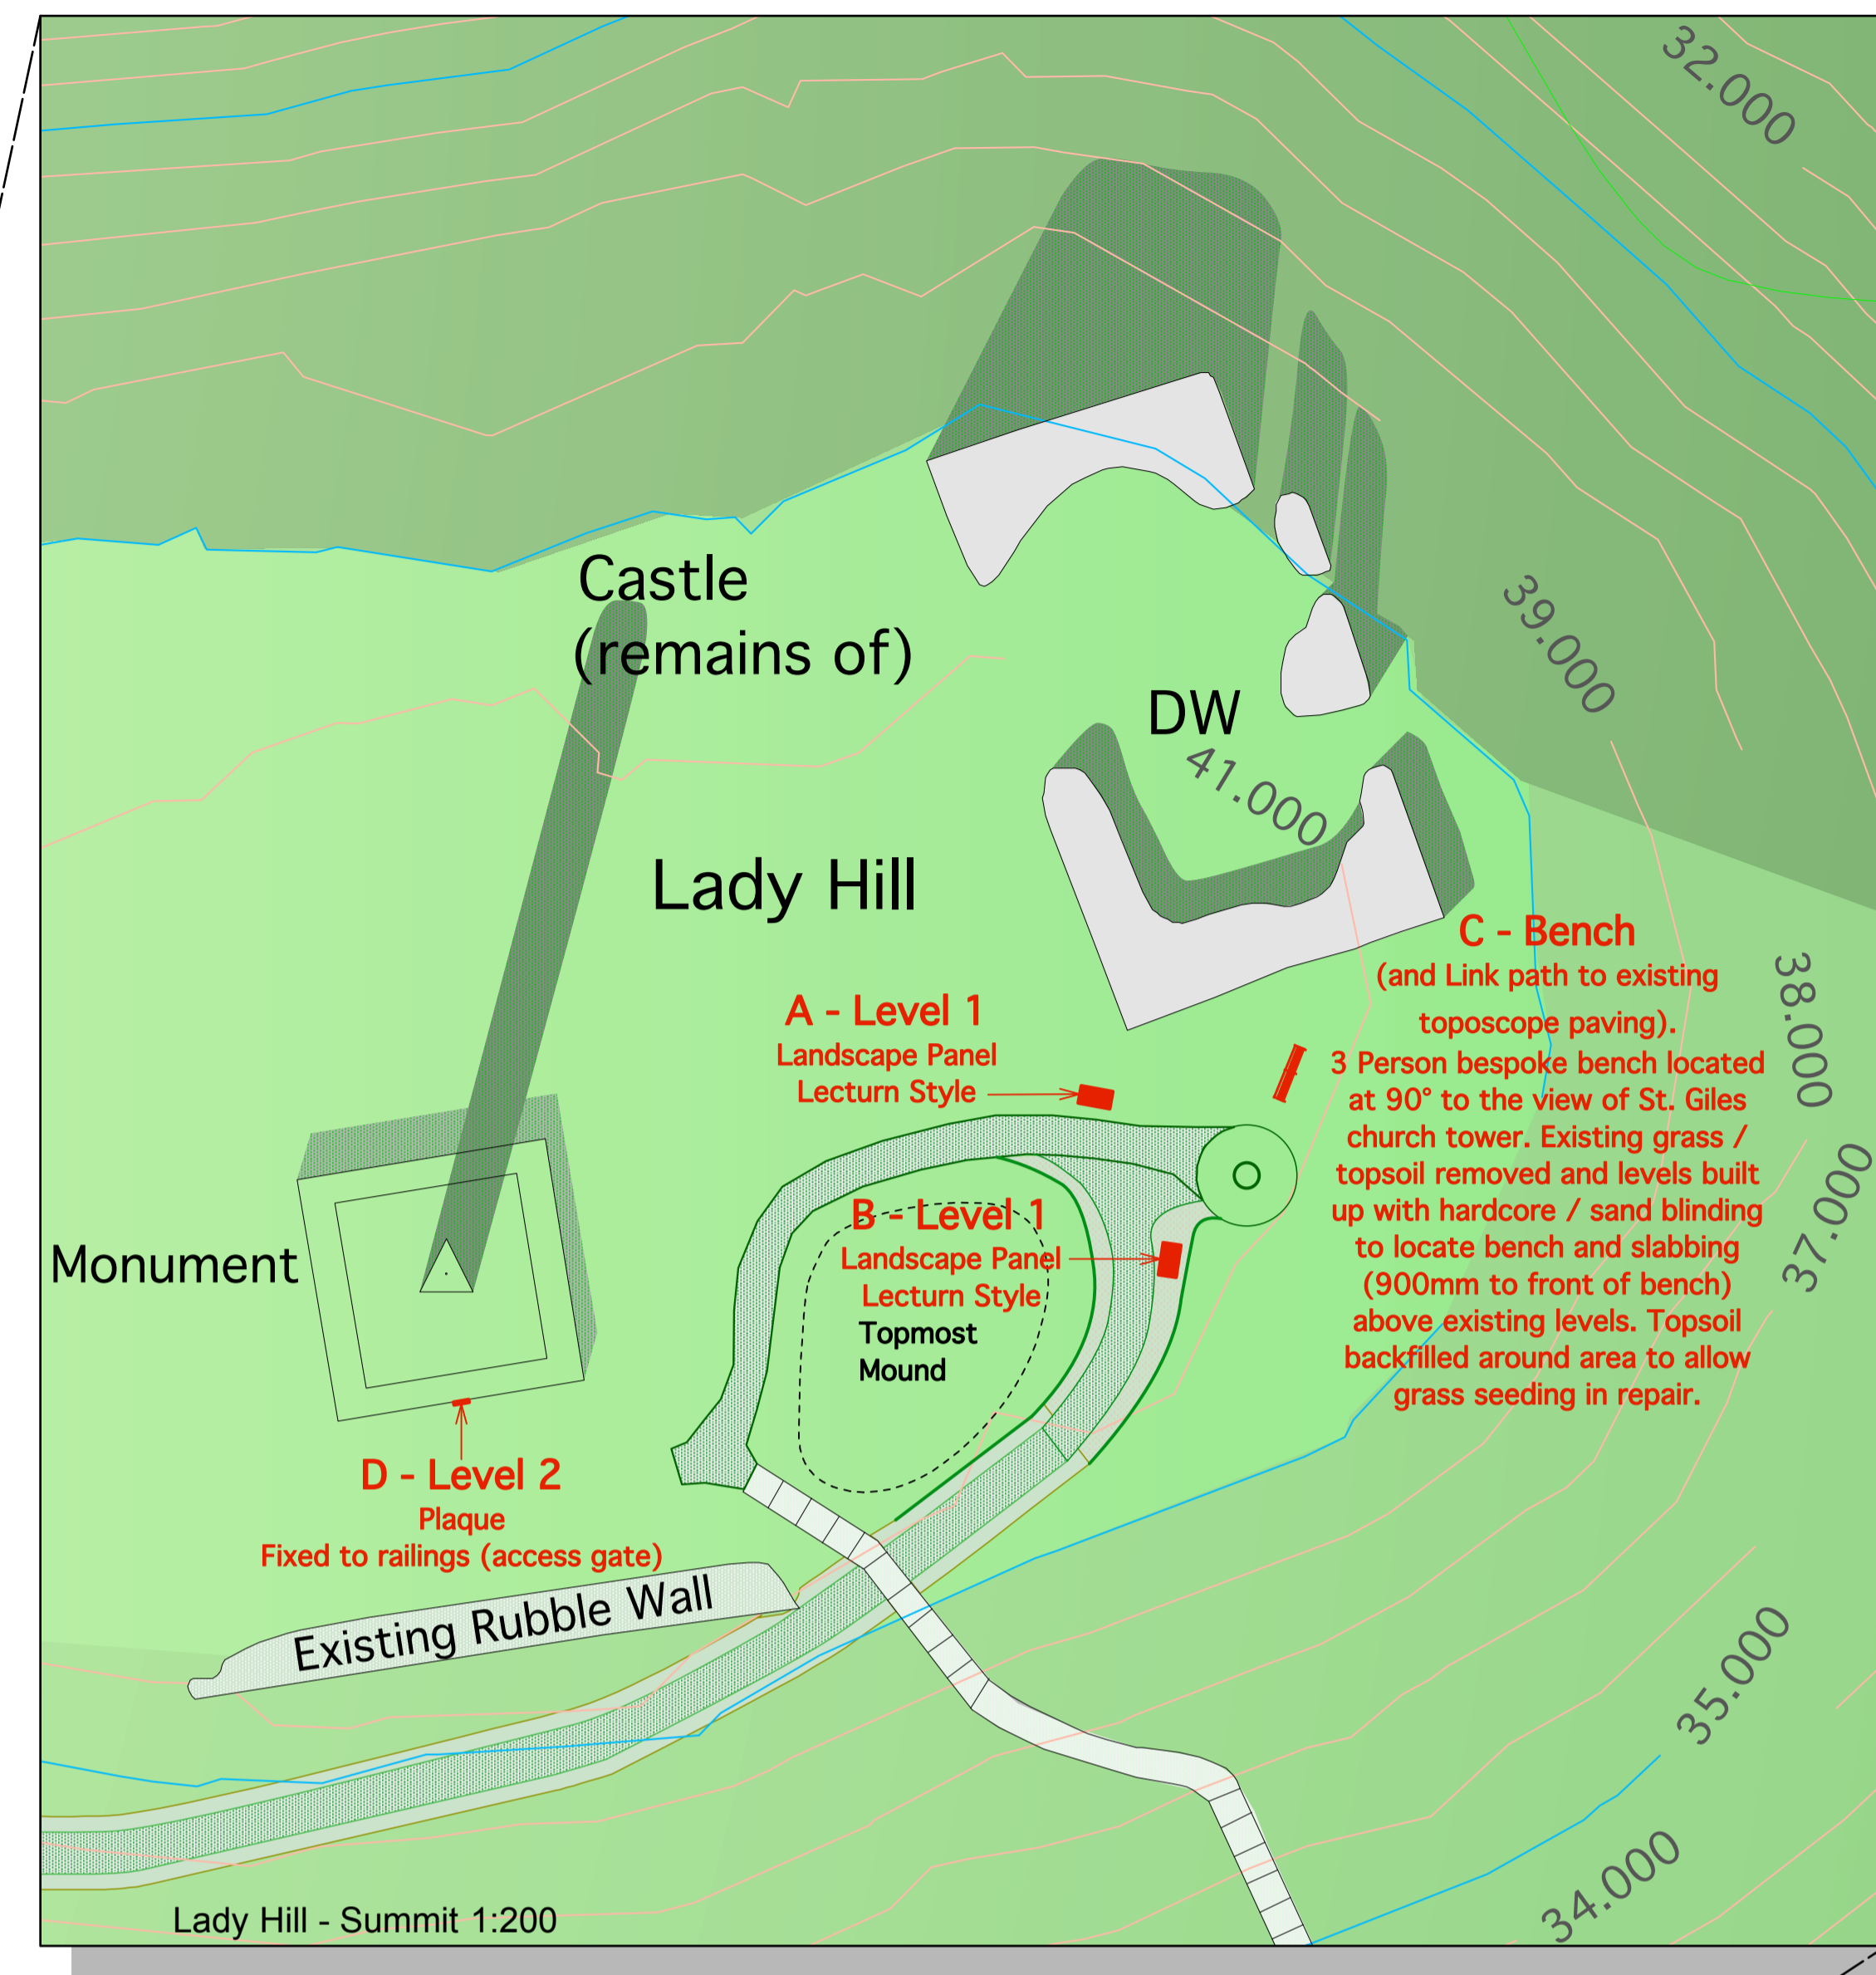 32.000
Castle
(remains of)
39.000
DW
41.000
Lady Hill
C - Bench
(and Link path to existing
toposcope paving).
3 Person bespoke bench located
at 90° to the view of St. Giles
church tower. Existing grass /
topsoil removed and levels built
up with hardcore / sand blinding
to locate bench and slabbing
(900mm to front of bench)
above existing levels. Topsoil
backfilled around area to allow
grass seeding in repair.
38.000
A - Level 1
Landscape Panel
Lecturn Style
37.000
B - Level 1
Landscape Panel
Lecturn Style
Topmost
Mound
Monument
D - Level 2
Plaque
Fixed to railings (access gate)
Existing Rubble Wall
35.000
34.000
Lady Hill - Summit 1:200